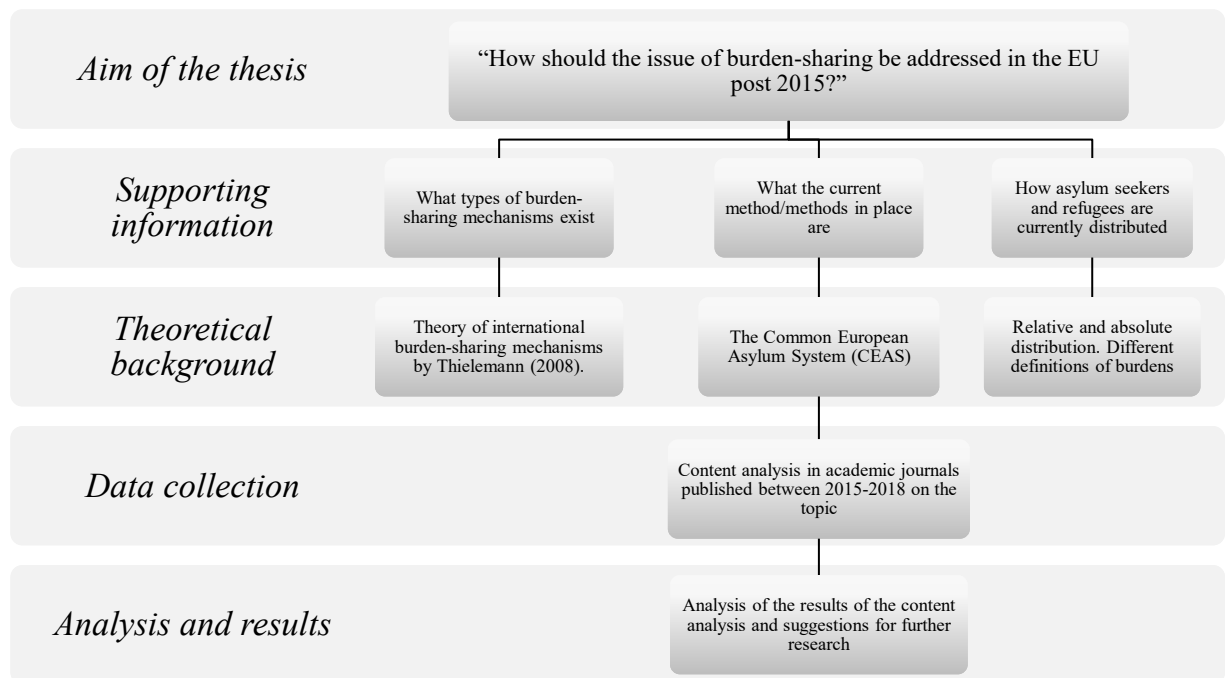 Aim of the thesis
“How should the issue of burden-sharing be addressed in the EU
post 2015?”
Supporting
information
What types of burden-
sharing mechanisms exist
What the current
method/methods in place
are
How asylum seekers
and refugees are
currently distributed
Theoretical
background
Theory of international
burden-sharing mechanisms
by Thielemann (2008).
The Common European
Asylum System (CEAS)
Relative and absolute
distribution. Different
definitions of burdens
Data collection
Content analysis in academic journals
published between 2015-2018 on the
topic
Analysis and results
Analysis of the results of the content
analysis and suggestions for further
research